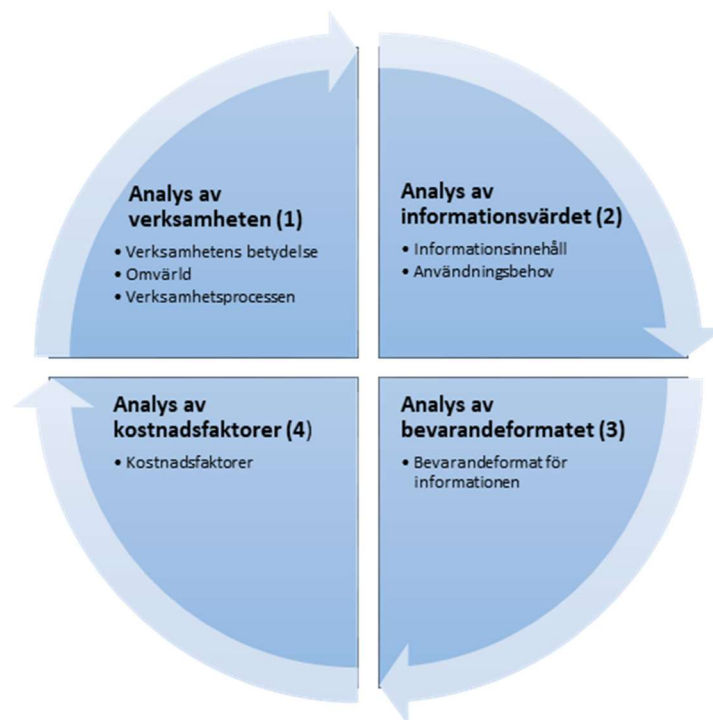 Analys av
verksamheten (1)
• Verksamhetens betydelse
• Omvärld
• Verksamhetsprocessen
Analys av
informationsvärdet (2)
• Informationsinnehåll
• Användningsbehov
Analys av
kostnadsfaktorer (4)
• Kostnadsfaktorer
Analys av
bevarandeformatet (3)
• Bevarandeformat för
informationen